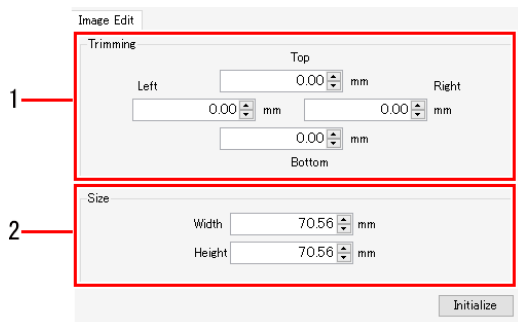 Image Edit
Trimming
Top
0.00 mm
Left
Right
0.00 mm
0.00 mm
0.00 mm
Bottom
1
Size
Width 70.56 mm
Height 70.56 mm
2
Initialize